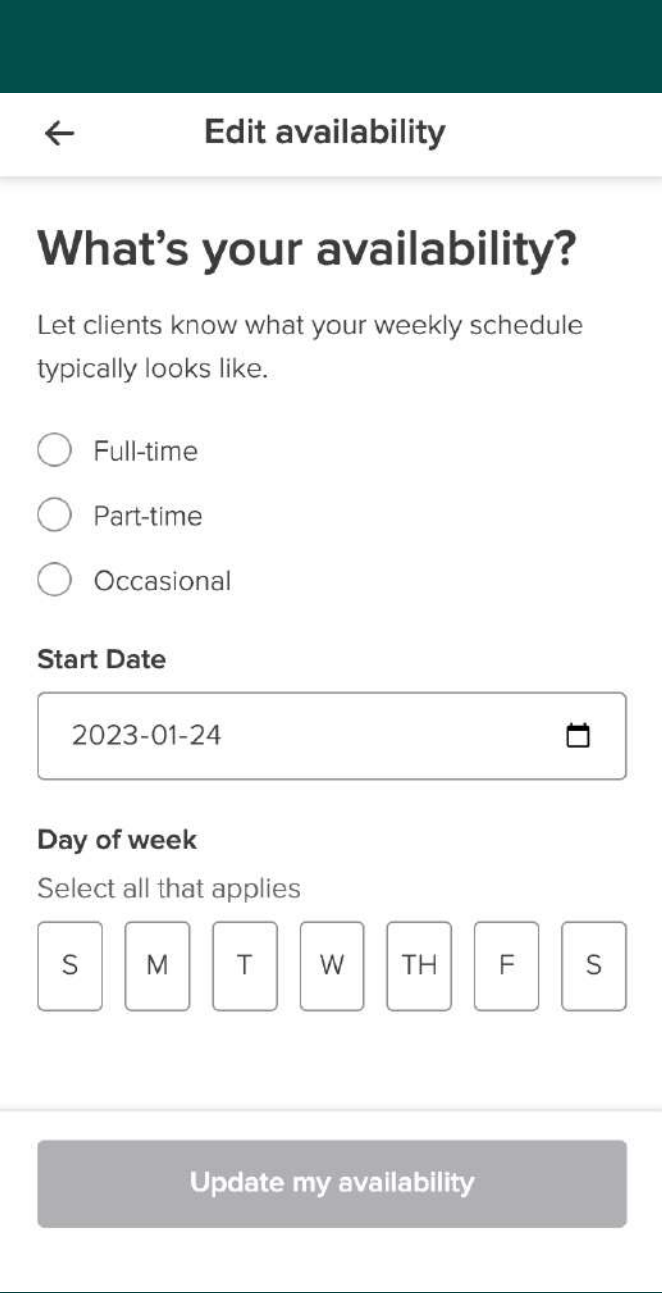 Edit availability
What's your availability?
Let clients know what your weekly schedule
typically looks like.
Full-time
Part-time
Occasional
Start Date
2023-01-24
Day of week
Select all that applies
S M T W TH F S
Update my availability